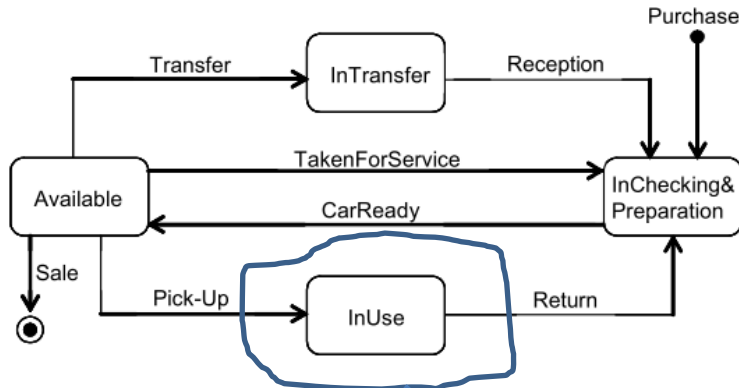 Purchase
Transfer
InTransfer
Reception
TakenForService
Available
InChecking&
Preparation
CarReady
Sale
Pick-Up
InUse
Return